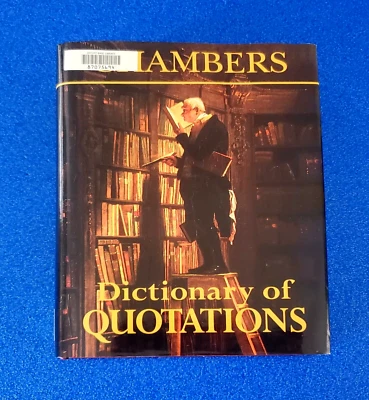 HAMBERS
Dictionary of
QUOTATIONS